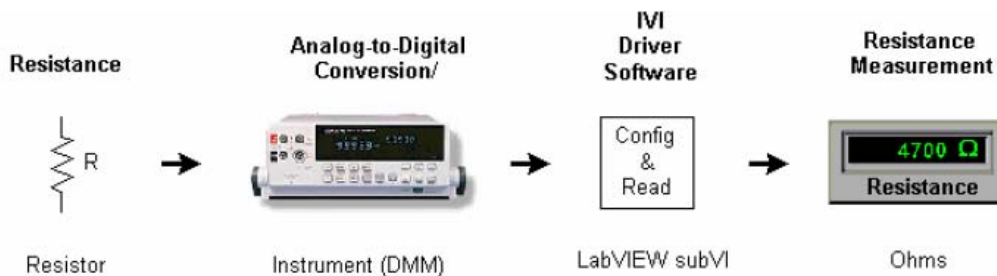 Resistance
Analog-to-Digital
Conversion/
IVI
Driver
Software
Resistance
Measurement
R
Config
&
Read
4700 Ω
Resistance
Resistor
Instrument (DMM)
LabVIEW subVI
Ohms